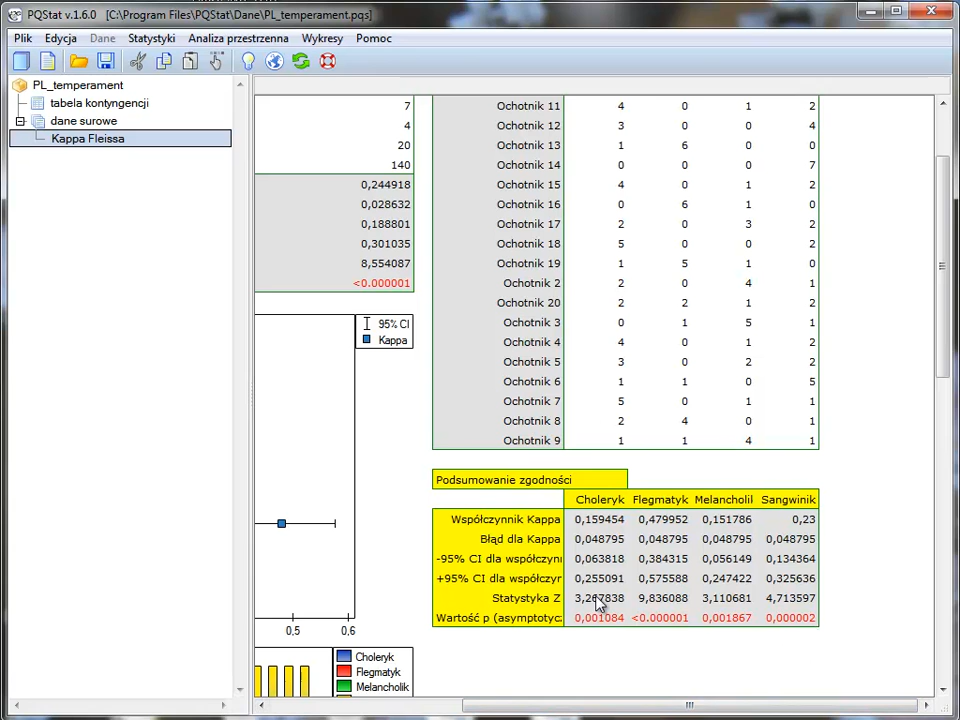 PQStat v.1.6.0 [C:\Program Files\PQStat\Dane\PL_temperament.pqs]
Plik Edycja Dane Statystyki Analiza przestrzenna Wykresy Pomoc
PL_temperament
tabela kontyngencji
dane surowe
Kappa Fleissa
7
4
20
140
0,244918
0,028632
0,188801
0,301035
8,554087
<0.000001
95% CI
Kappa
0,5 0,6
Choleryk
Flegmatyk
Melancholik
Ochotnik 11 4 0 1 2
Ochotnik 12 3 0 0 4
Ochotnik 13 1 6 0 0
Ochotnik 14 0 0 0 7
Ochotnik 15 4 0 1 2
Ochotnik 16 0 6 1 0
Ochotnik 17 2 0 3 2
Ochotnik 18 5 0 0 2
Ochotnik 19 1 5 1 0
Ochotnik 2 2 0 4 1
Ochotnik 20 2 2 1 2
Ochotnik 3 0 1 5 1
Ochotnik 4 4 0 1 2
Ochotnik 5 3 0 2 2
Ochotnik 6 1 1 0 5
Ochotnik 7 5 0 1 1
Ochotnik 8 2 4 0 1
Ochotnik 9 1 1 4 1
Podsumowanie zgodności
Choleryk Flegmatyk Melancholil Sangwinik
Współczynnik Kappa 0,159454 0,479952 0,151786 0,23
Błąd dla Kappa 0,048795 0,048795 0,048795 0,048795
-95% CI dla współczyni 0,063818 0,384315 0,056149 0,134364
+95% CI dla współczyr 0,255091 0,575588 0,247422 0,325636
Statystyka Z 3,267838 9,836088 3,110681 4,713597
Wartość p (asymptotycz 0,001084 <0.000001 0,001867 0,000002